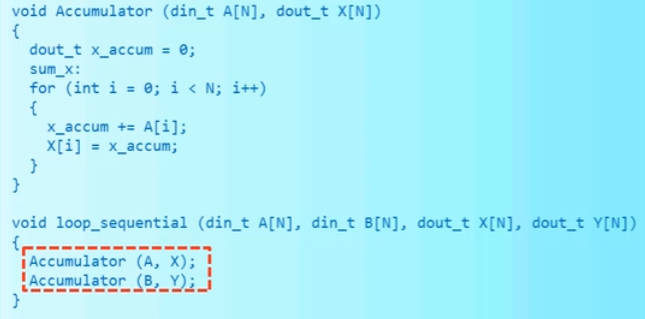 void Accumulator (din_t A[N], dout_t X[N])
{
dout_t x_accum = 0;
sum_x:
for (int i = 0; i < N; i++)
{
x_accum += A[i];
X[i] = x_accum;
}
}
void loop_sequential (din_t A[N], din_t B[N], dout_t X[N], dout_t Y[N])
{
Accumulator (A, X);
Accumulator (B, Y);
}